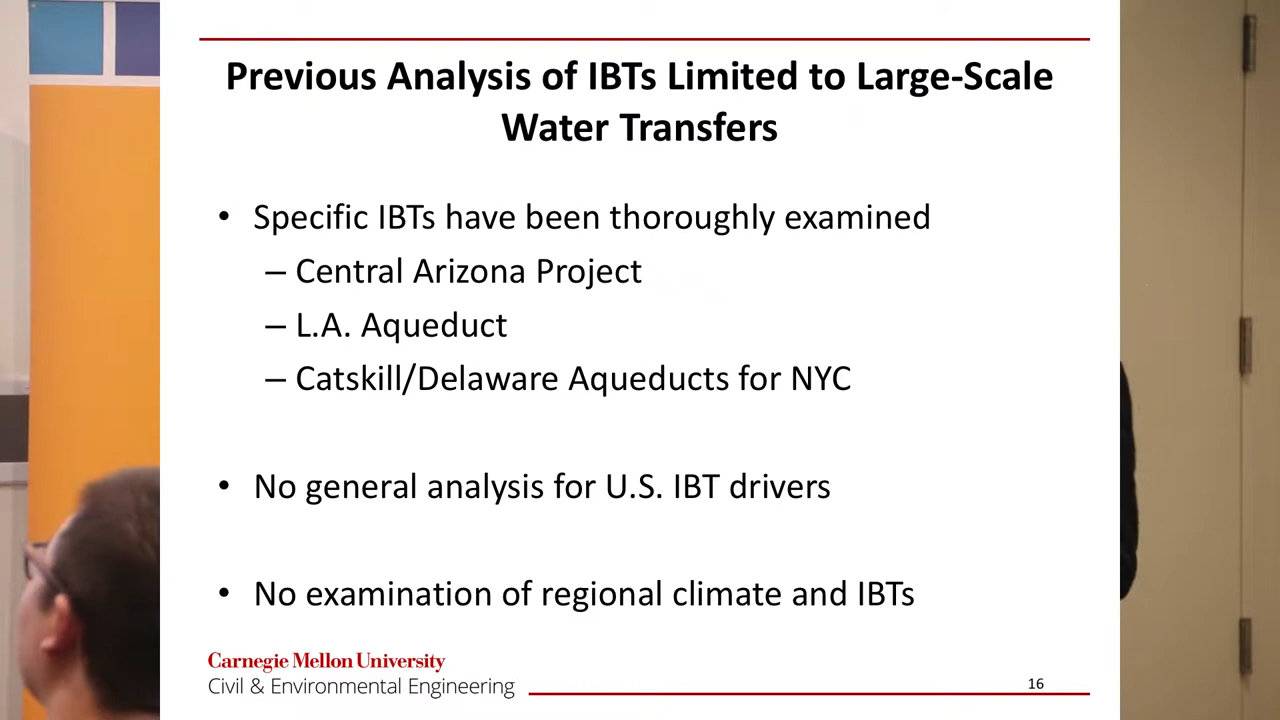 Previous Analysis of IBTs Limited to Large-Scale
Water Transfers
• Specific IBTs have been thoroughly examined
– Central Arizona Project
– L.A. Aqueduct
– Catskill/Delaware Aqueducts for NYC
• No general analysis for U.S. IBT drivers
• No examination of regional climate and IBTs
Carnegie Mellon University
Civil & Environmental Engineering
16